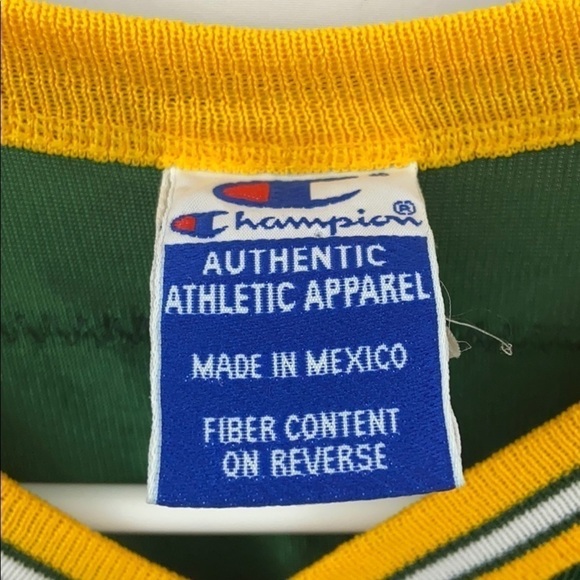 Champion®
AUTHENTIC
ATHLETIC APPAREL
MADE IN MEXICO
FIBER CONTENT
ON REVERSE